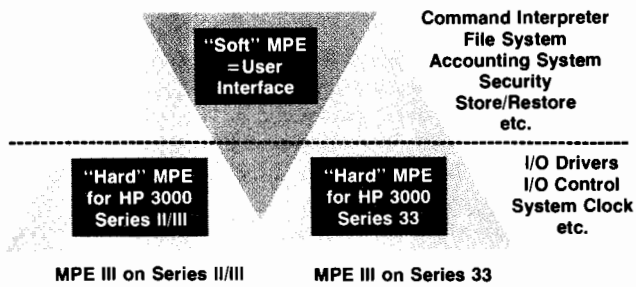 "Soft" MPE
=User
Interface
Command Interpreter
File System
Accounting System
Security
Store/Restore
etc.
"Hard" MPE
for HP 3000
Series II/III
"Hard" MPE
for HP 3000
Series 33
I/O Drivers
I/O Control
System Clock
etc.
MPE III on Series II/III
MPE III on Series 33